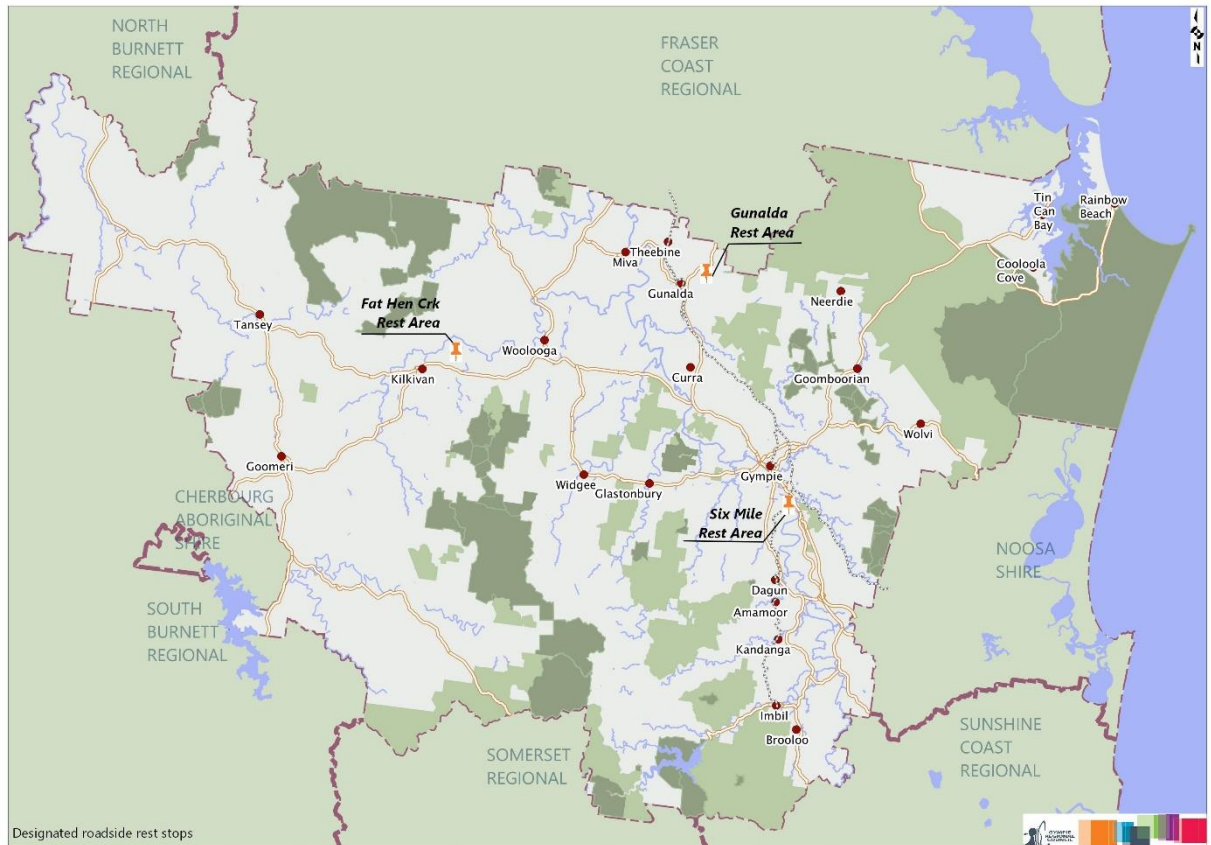 NORTH
BURNETT
REGIONAL
FRASER
COAST
REGIONAL
N
Tin
Can
Bay
Rainbow
Beach
Gunalda
Rest Area
Theebine
Miva
Cooloola
Cove
Gunalda
Neerdie
Fat Hen Crk
Rest Area
Tansey
Woolooga
Kilkivan
Curra
Goomboorian
Wolvi
Goomeri
Gympie
Widgee
Glastonbury
CHERBOURG
ABORIGINAL
SHIRE
Six Mile
Rest Area
NOOSA
SHIRE
Dagun
Amamoor
SOUTH
BURNETT
REGIONAL
Kandanga
Imbil
Brooloo
SOMERSET
REGIONAL
SUNSHINE
COAST
REGIONAL
Designated roadside rest stops
GYMPIE
REGIONAL
COUNCIL